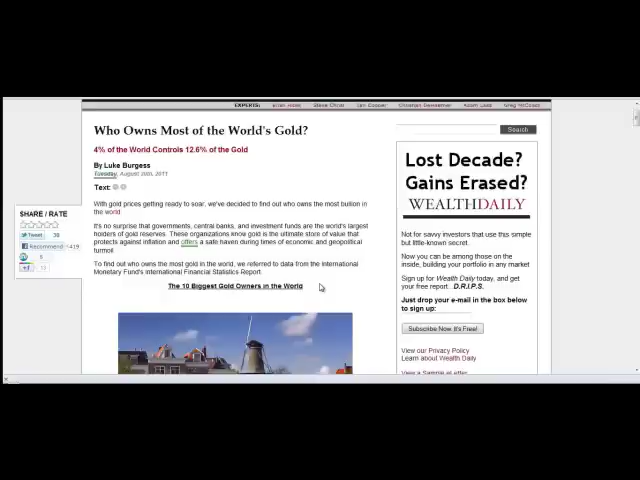 EXPERTS:
Who Owns Most of the World's Gold?
Search
4% of the World Controls 12.6% of the Gold
By Luke Burgess
Tuesday, August 30th, 2011
Text:
With gold prices getting ready to soar, we've decided to find out who owns the most bullion in
the world
It's no surprise that governments, central banks, and investment funds are the world's largest
holders of gold reserves. These organizations know gold is the ultimate store of value that
protects against inflation and offers a safe haven during times of economic and geopolitical
turmoil
To find out who owns the most gold in the world, we referred to data from the International
Monetary Fund's International Financial Statistics Report
The 10 Biggest Gold Owners in the World
SHARE / RATE
Tweet 38
Recommend 1419
Lost Decade?
Gains Erased?
WEALTHDAILY
Not for savvy investors that use this simple
but little-known secret.
Now you can be among those on the
inside, building your portfolio in any market
Sign up for Wealth Daily today, and get
your free report...D.R.I.P.S.
Just drop your e-mail in the box below
to sign up:
Subscribe Now It's Free!
View our Privacy Policy
Learn about Wealth Daily